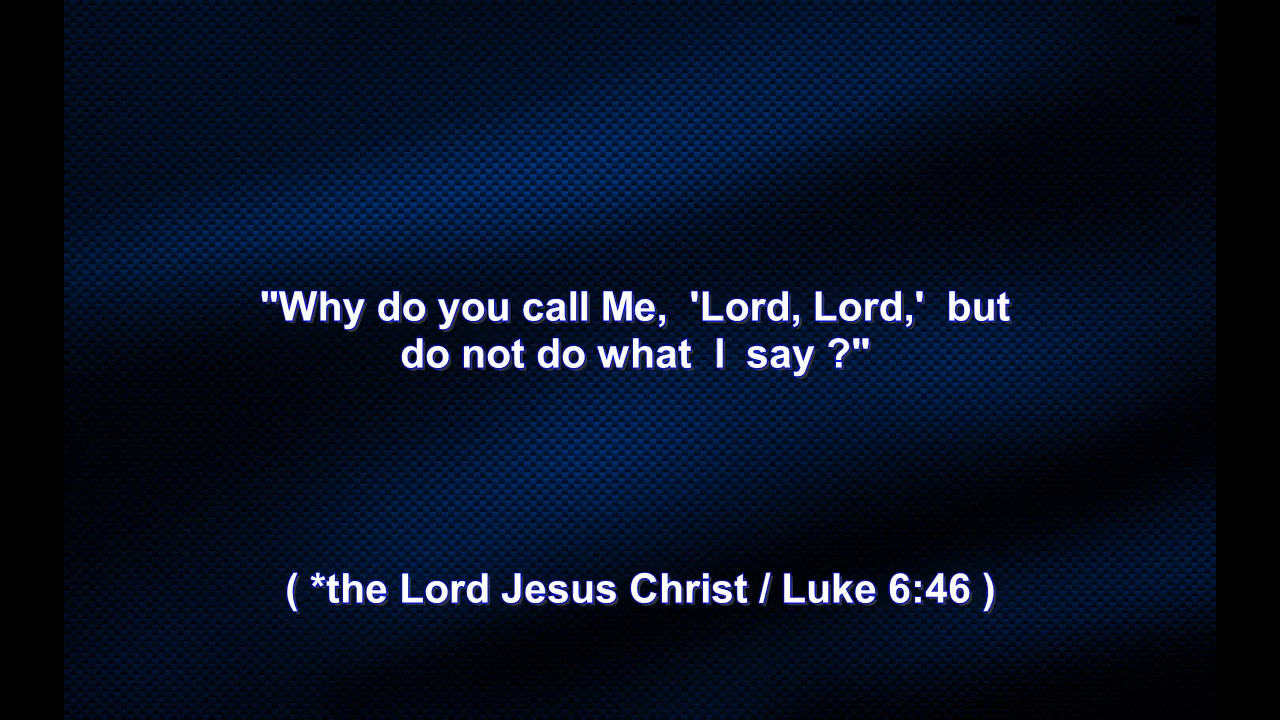 "Why do you call Me,  'Lord, Lord,'  but
do not do what  I  say ?"
( *the Lord Jesus Christ / Luke 6:46 )